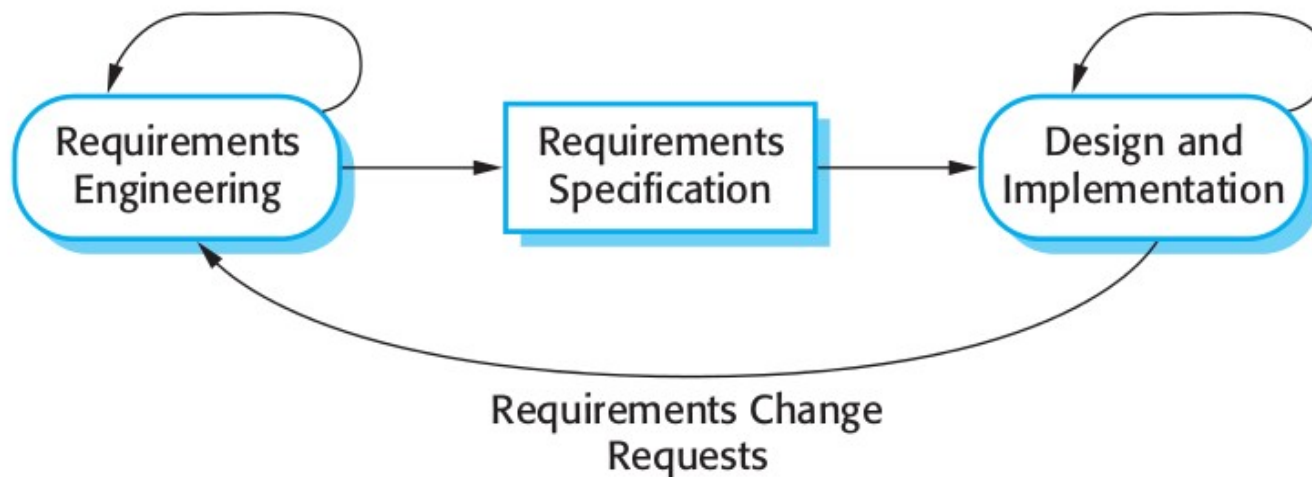 Requirements
Engineering
Requirements
Specification
Design and
Implementation
Requirements Change
Requests